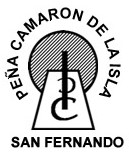 PEÑA CAMARON DE LA ISLA
PC
SAN FERNANDO